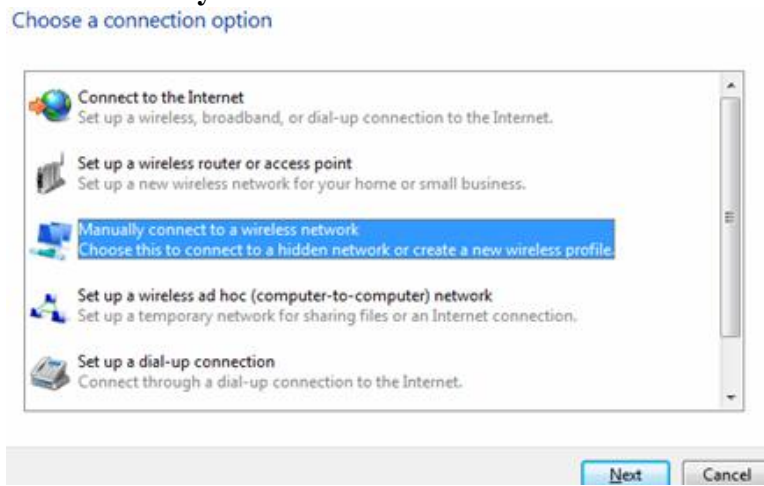 Choose a connection option
Connect to the Internet
Set up a wireless, broadband, or dial-up connection to the Internet.
Set up a wireless router or access point
Set up a new wireless network for your home or small business.
Manually connect to a wireless network
Choose this to connect to a hidden network or create a new wireless profile.
Set up a wireless ad hoc (computer-to-computer) network
Set up a temporary network for sharing files or an Internet connection.
Set up a dial-up connection
Connect through a dial-up connection to the Internet.
Next Cancel